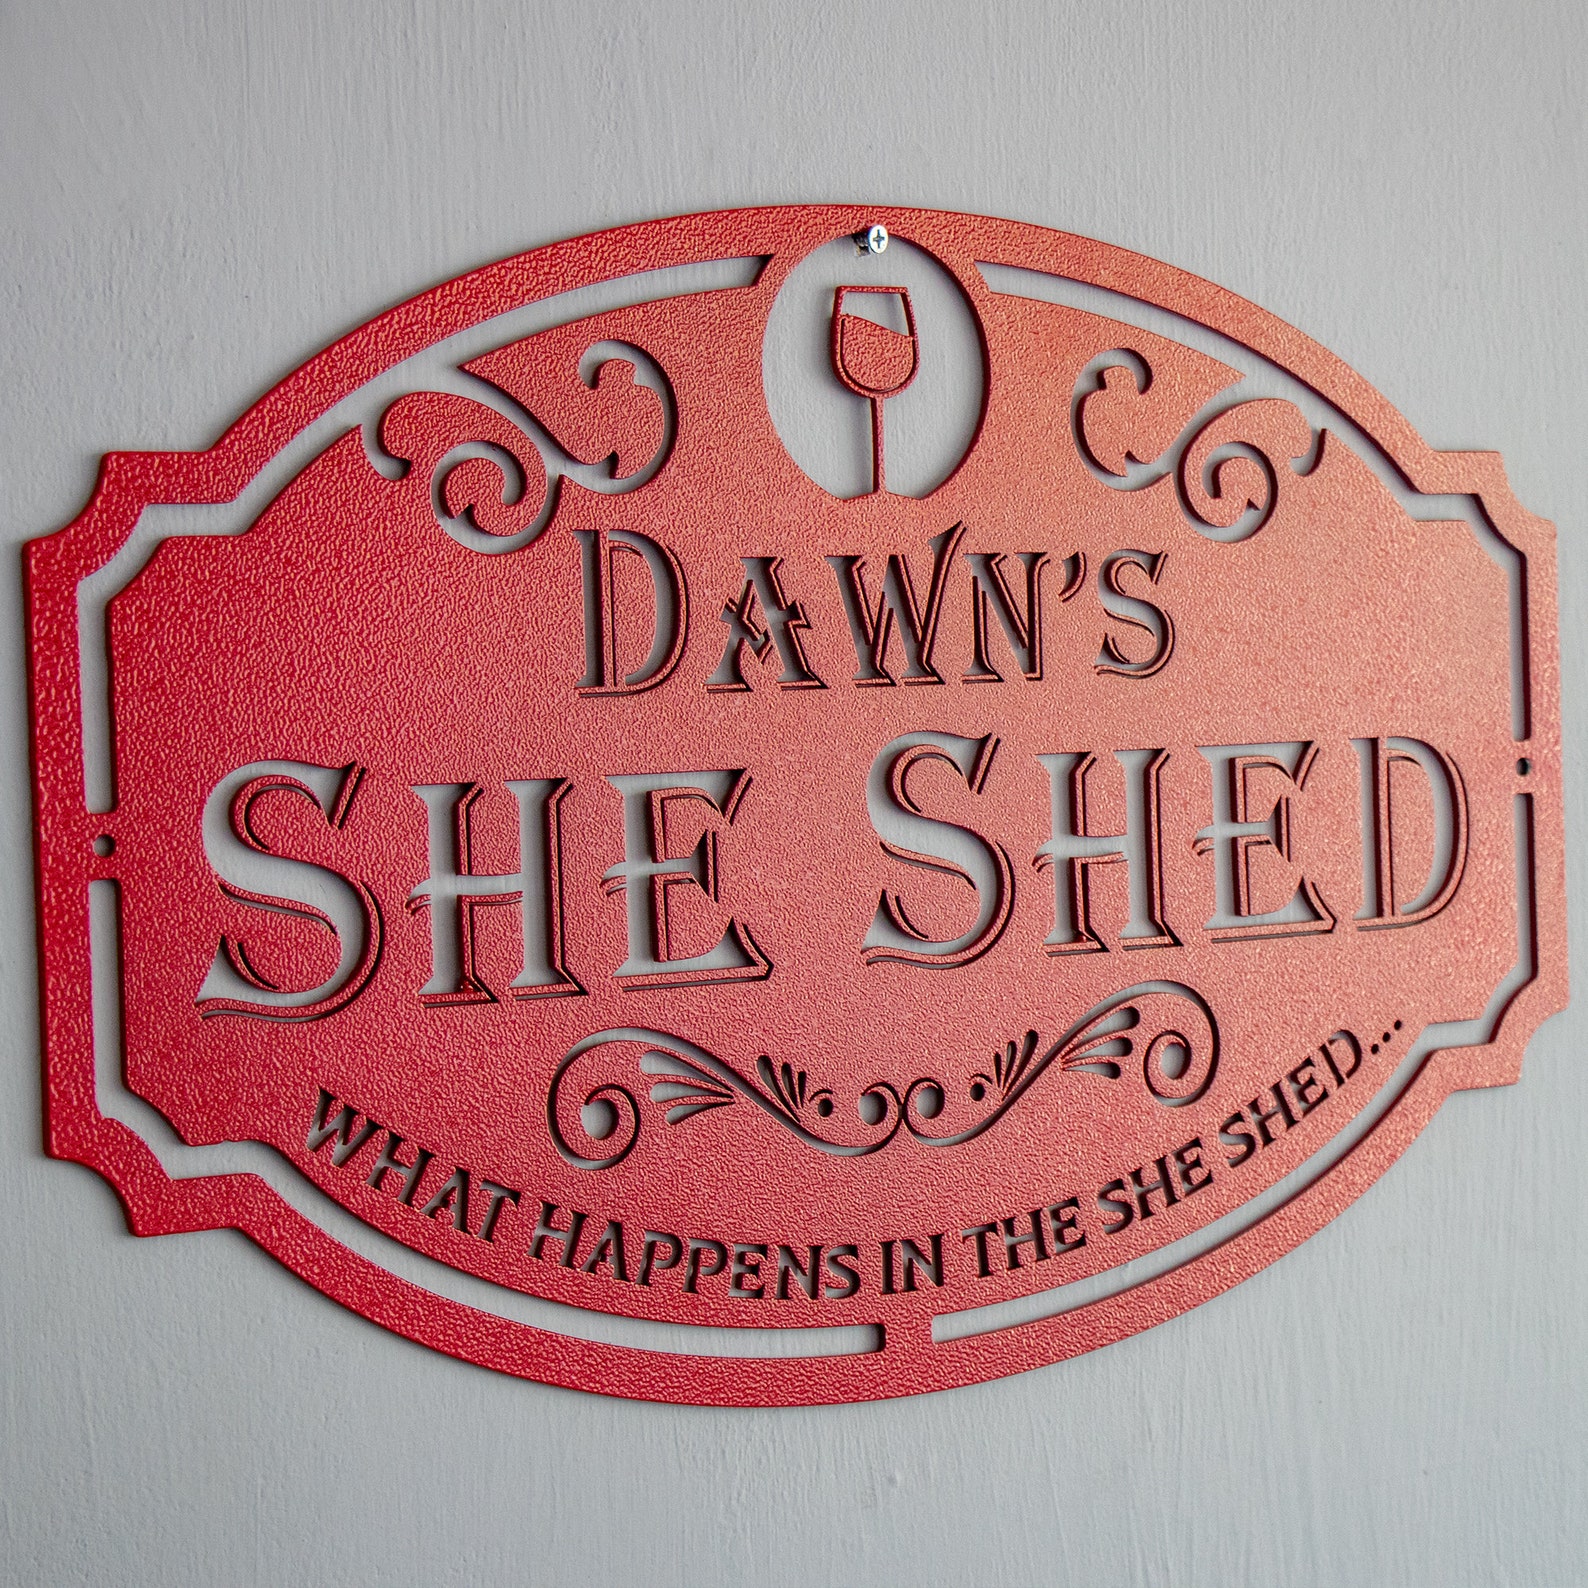 DAWN'S
SHE SHED
WHAT HAPPENS IN THE SHE SHED...